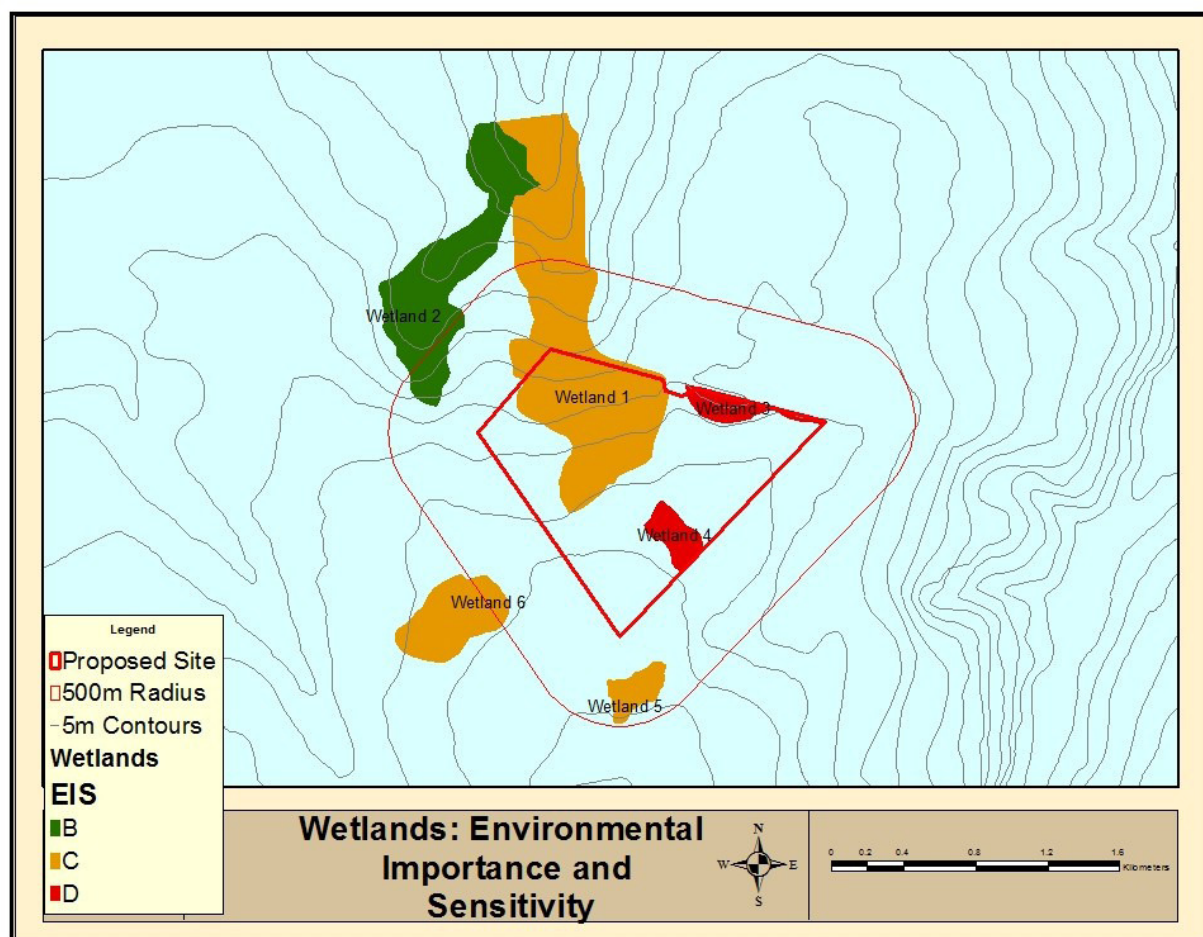 Wetland 2
Wetland 1
Wetland 3
Wetland 4
Wetland 6
Wetland 5
Legend
Proposed Site
500m Radius
5m Contours
Wetlands
EIS
B
C
D
Wetlands: Environmental
Importance and
Sensitivity
N
W E
S
0 0.2 0.4 0.8 1.2 1.6
Kilometers